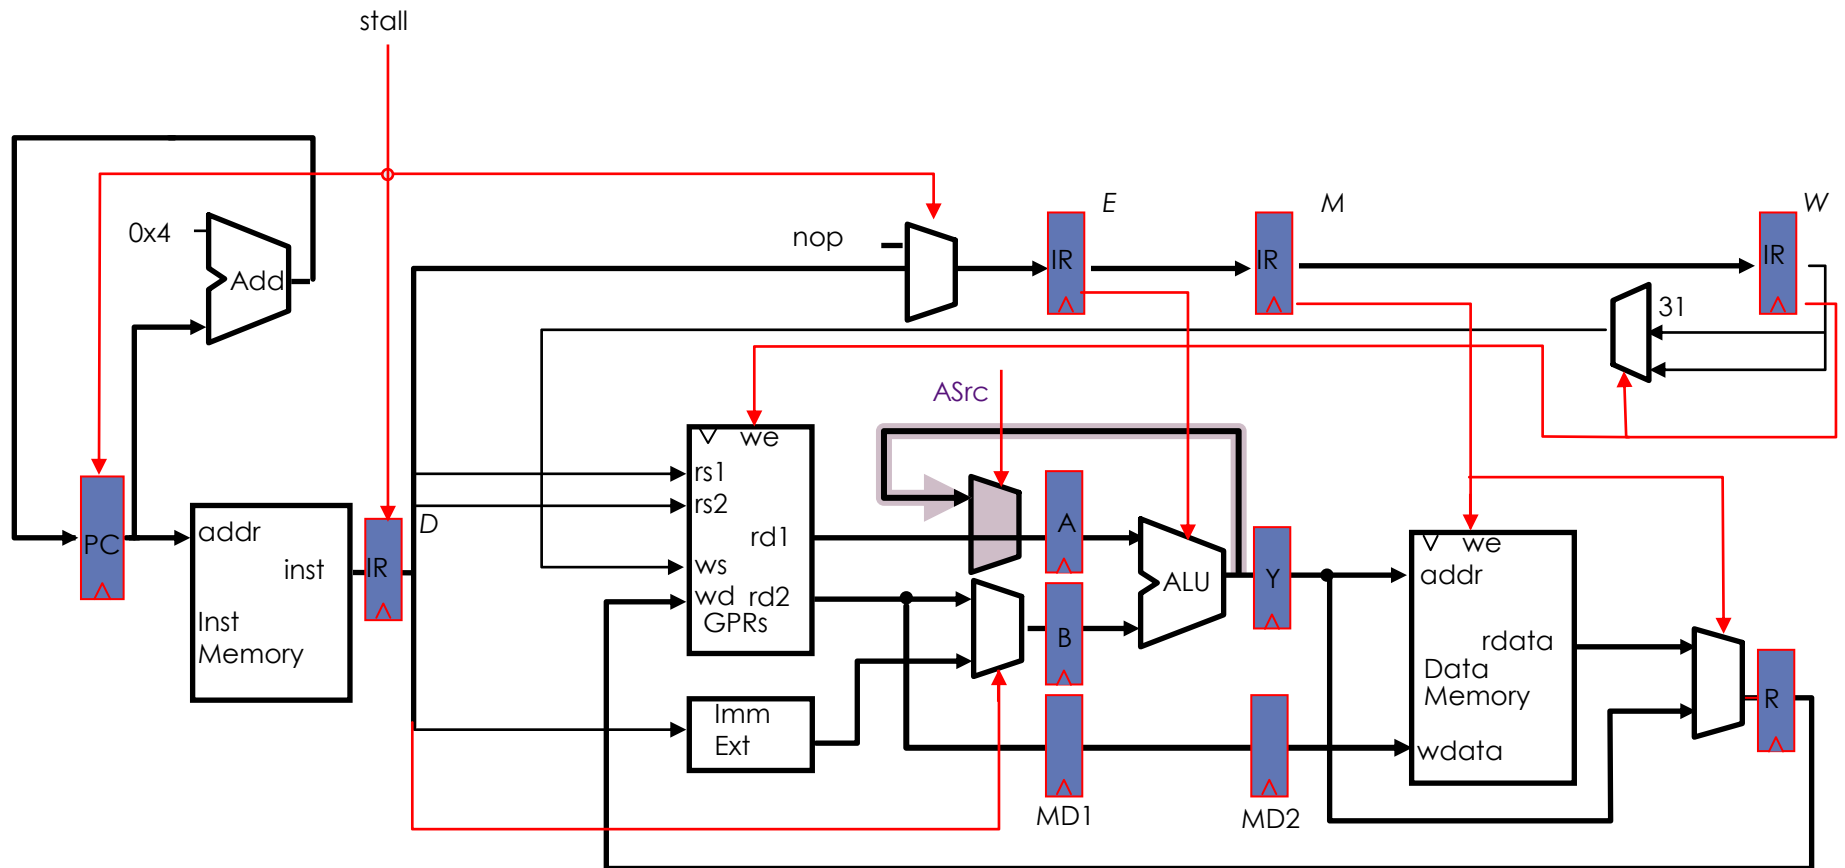 stall
E
M
W
0x4
nop
IR
IR
IR
Add
31
ASrc
we
rs1
rs2
A
D
PC
addr
rd1
we
inst
IR
ws
ALU
Y
addr
wd rd2
GPRs
Inst
Memory
B
rdata
Data
Memory
R
Imm
Ext
wdata
MD1
MD2